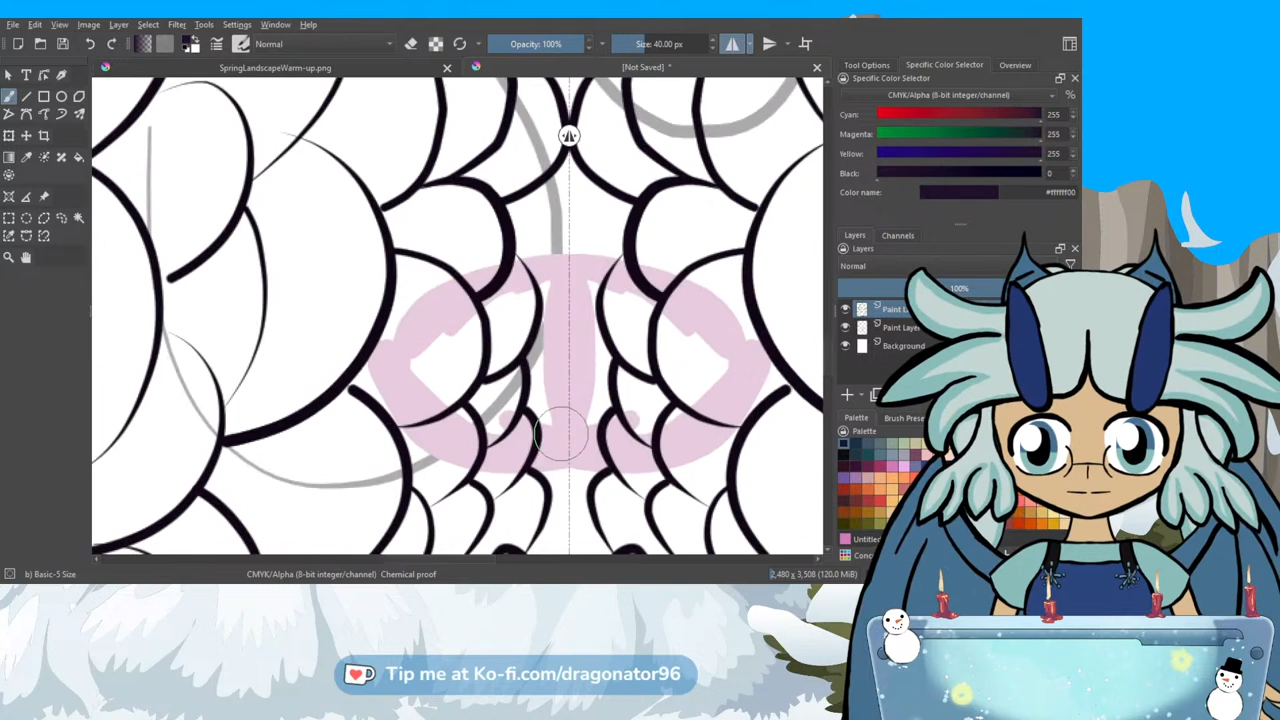 File Edit View Image Layer Select Filter Tools Settings Window Help
Normal Opacity: 100% Size: 40.00 px
SpringLandscapeWarm-up.png [Not Saved] *
Tool Options Specific Color Selector Overview
Specific Color Selector
CMYK/Alpha (8-bit integer/channel) %
Cyan: 255
Magenta: 255
Yellow: 255
Black: 0
Color name: #ffffff00
Layers Channels
Layers
Normal
100%
Paint L
Paint Laye
Background
Palette Brush Prese
Palette
Untitled
Conc
b) Basic-5 Size CMYK/Alpha (8-bit integer/channel) Chemical proof 2,480 x 3,508 (120.0 MiB)
Tip me at Ko-fi.com/dragonator96